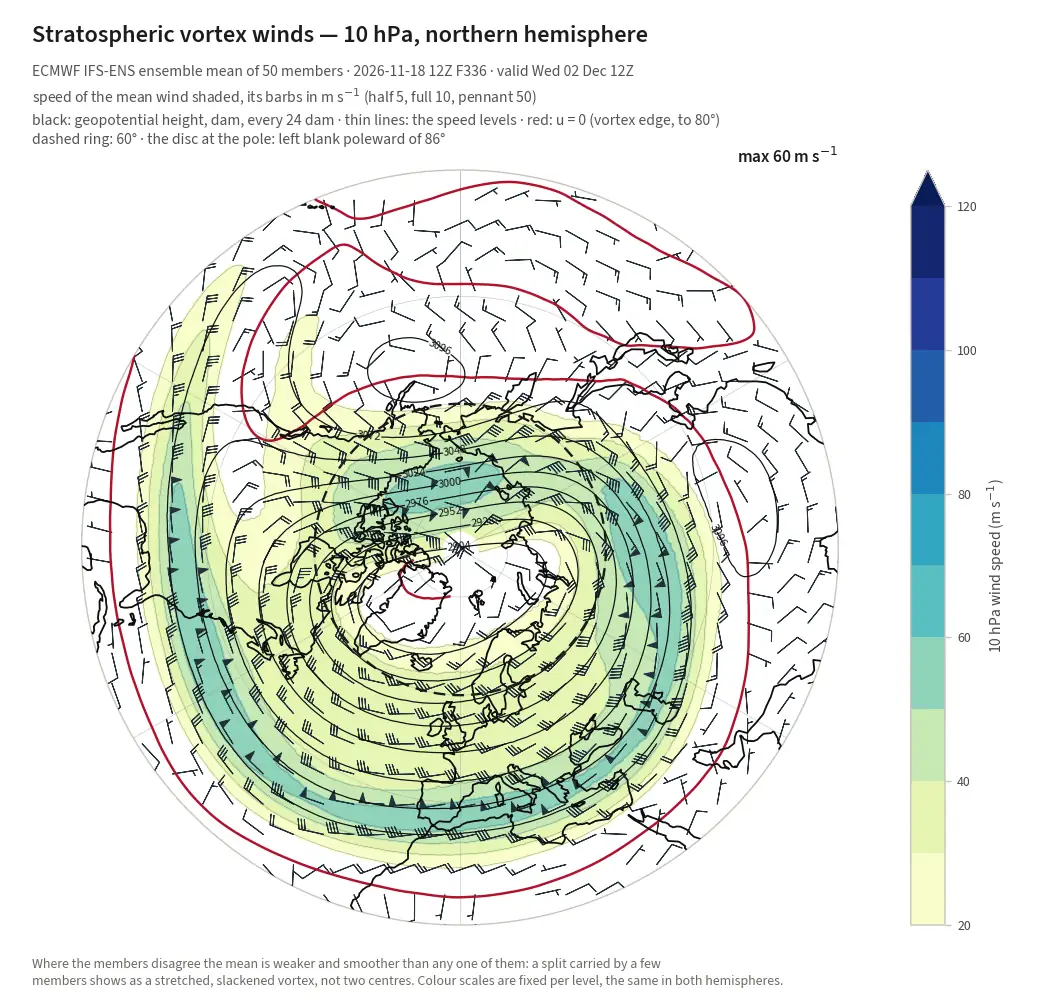 Stratospheric vortex winds — 10 hPa, northern hemisphere
ECMWF IFS-ENS ensemble mean of 50 members · 2026-11-18 12Z F336 · valid Wed 02 Dec 12Z
speed of the mean wind shaded, its barbs in m s⁻¹ (half 5, full 10, pennant 50)
black: geopotential height, dam, every 24 dam · thin lines: the speed levels · red: u = 0 (vortex edge, to 80°)
dashed ring: 60° · the disc at the pole: left blank poleward of 86°
max 60 m s⁻¹
120
100
80
60
40
20
10 hPa wind speed (m s⁻¹)
3096
3000
2976
2952
3096
Where the members disagree the mean is weaker and smoother than any one of them: a split carried by a few
members shows as a stretched, slackened vortex, not two centres. Colour scales are fixed per level, the same in both hemispheres.